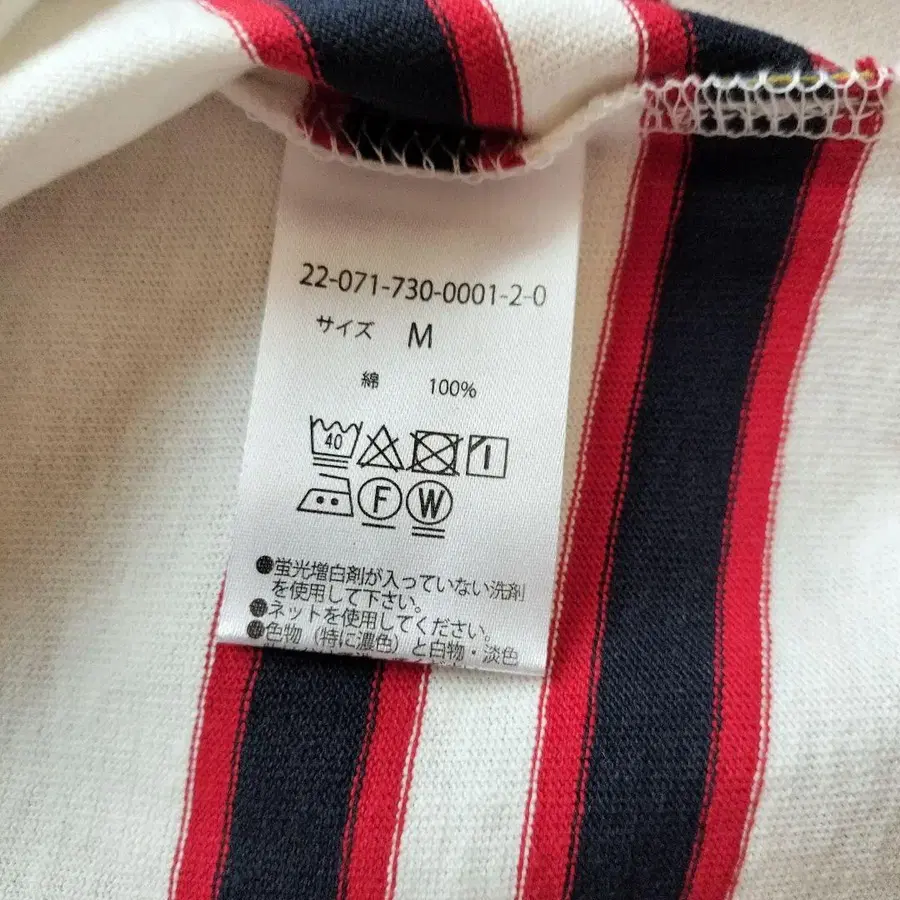 22-071-730-0001-2-0
サイズ M
綿 100%
40
F W
●蛍光増白剤が入っていない洗剤
を使用して下さい。
●ネットを使用してください。
●色物（特に濃色）と白物・淡色